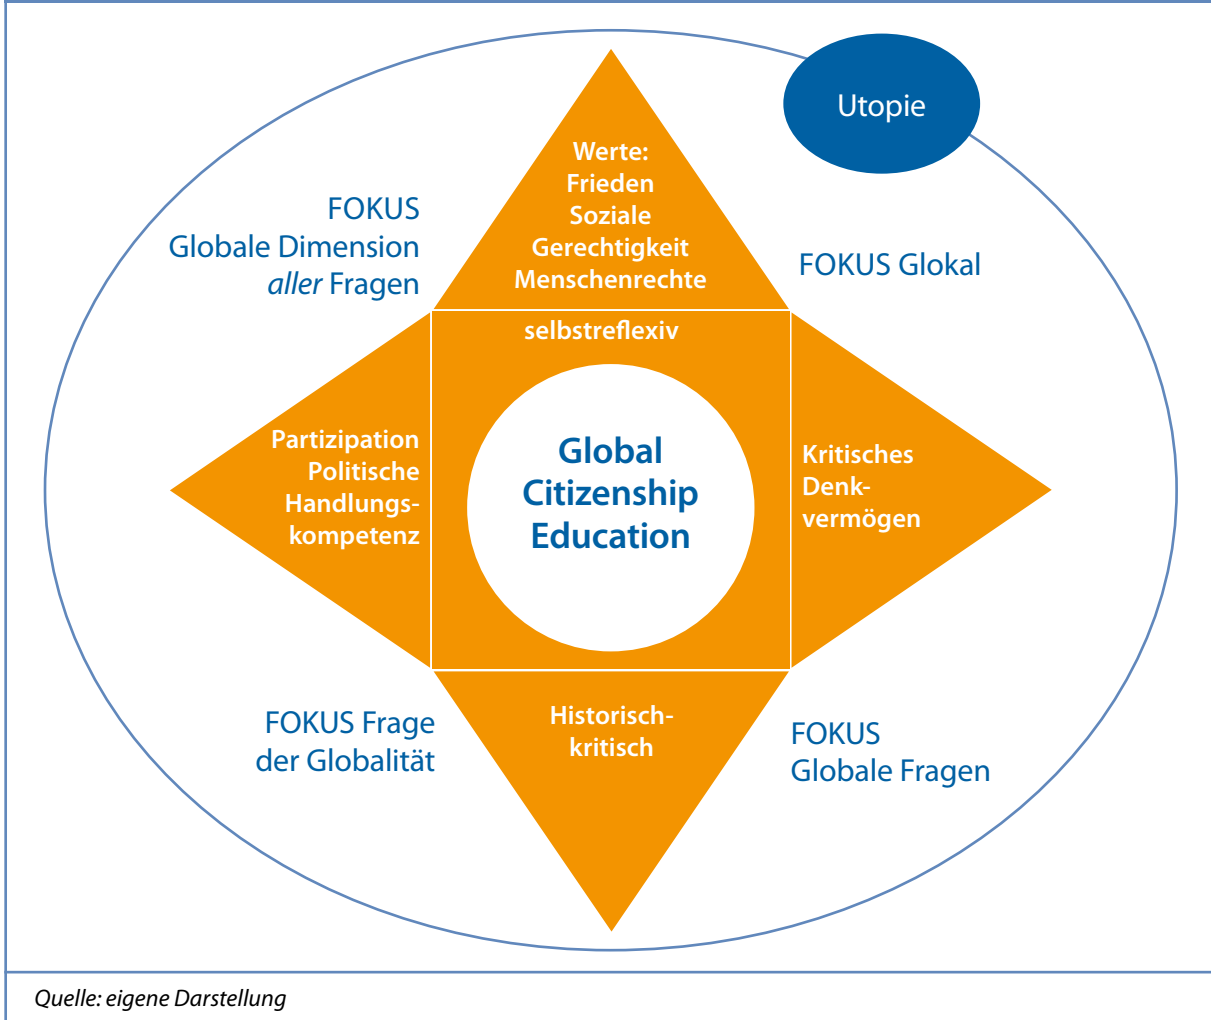 Utopie
Werte:
Frieden
Soziale
Gerechtigkeit
Menschenrechte
FOKUS
Globale Dimension
aller Fragen
FOKUS Glokal
selbstreflexiv
Partizipation
Politische
Handlungs-
kompetenz
Global
Citizenship
Education
Kritisches
Denk-
vermögen
FOKUS Frage
der Globalität
Historisch-
kritisch
FOKUS
Globale Fragen
Quelle: eigene Darstellung